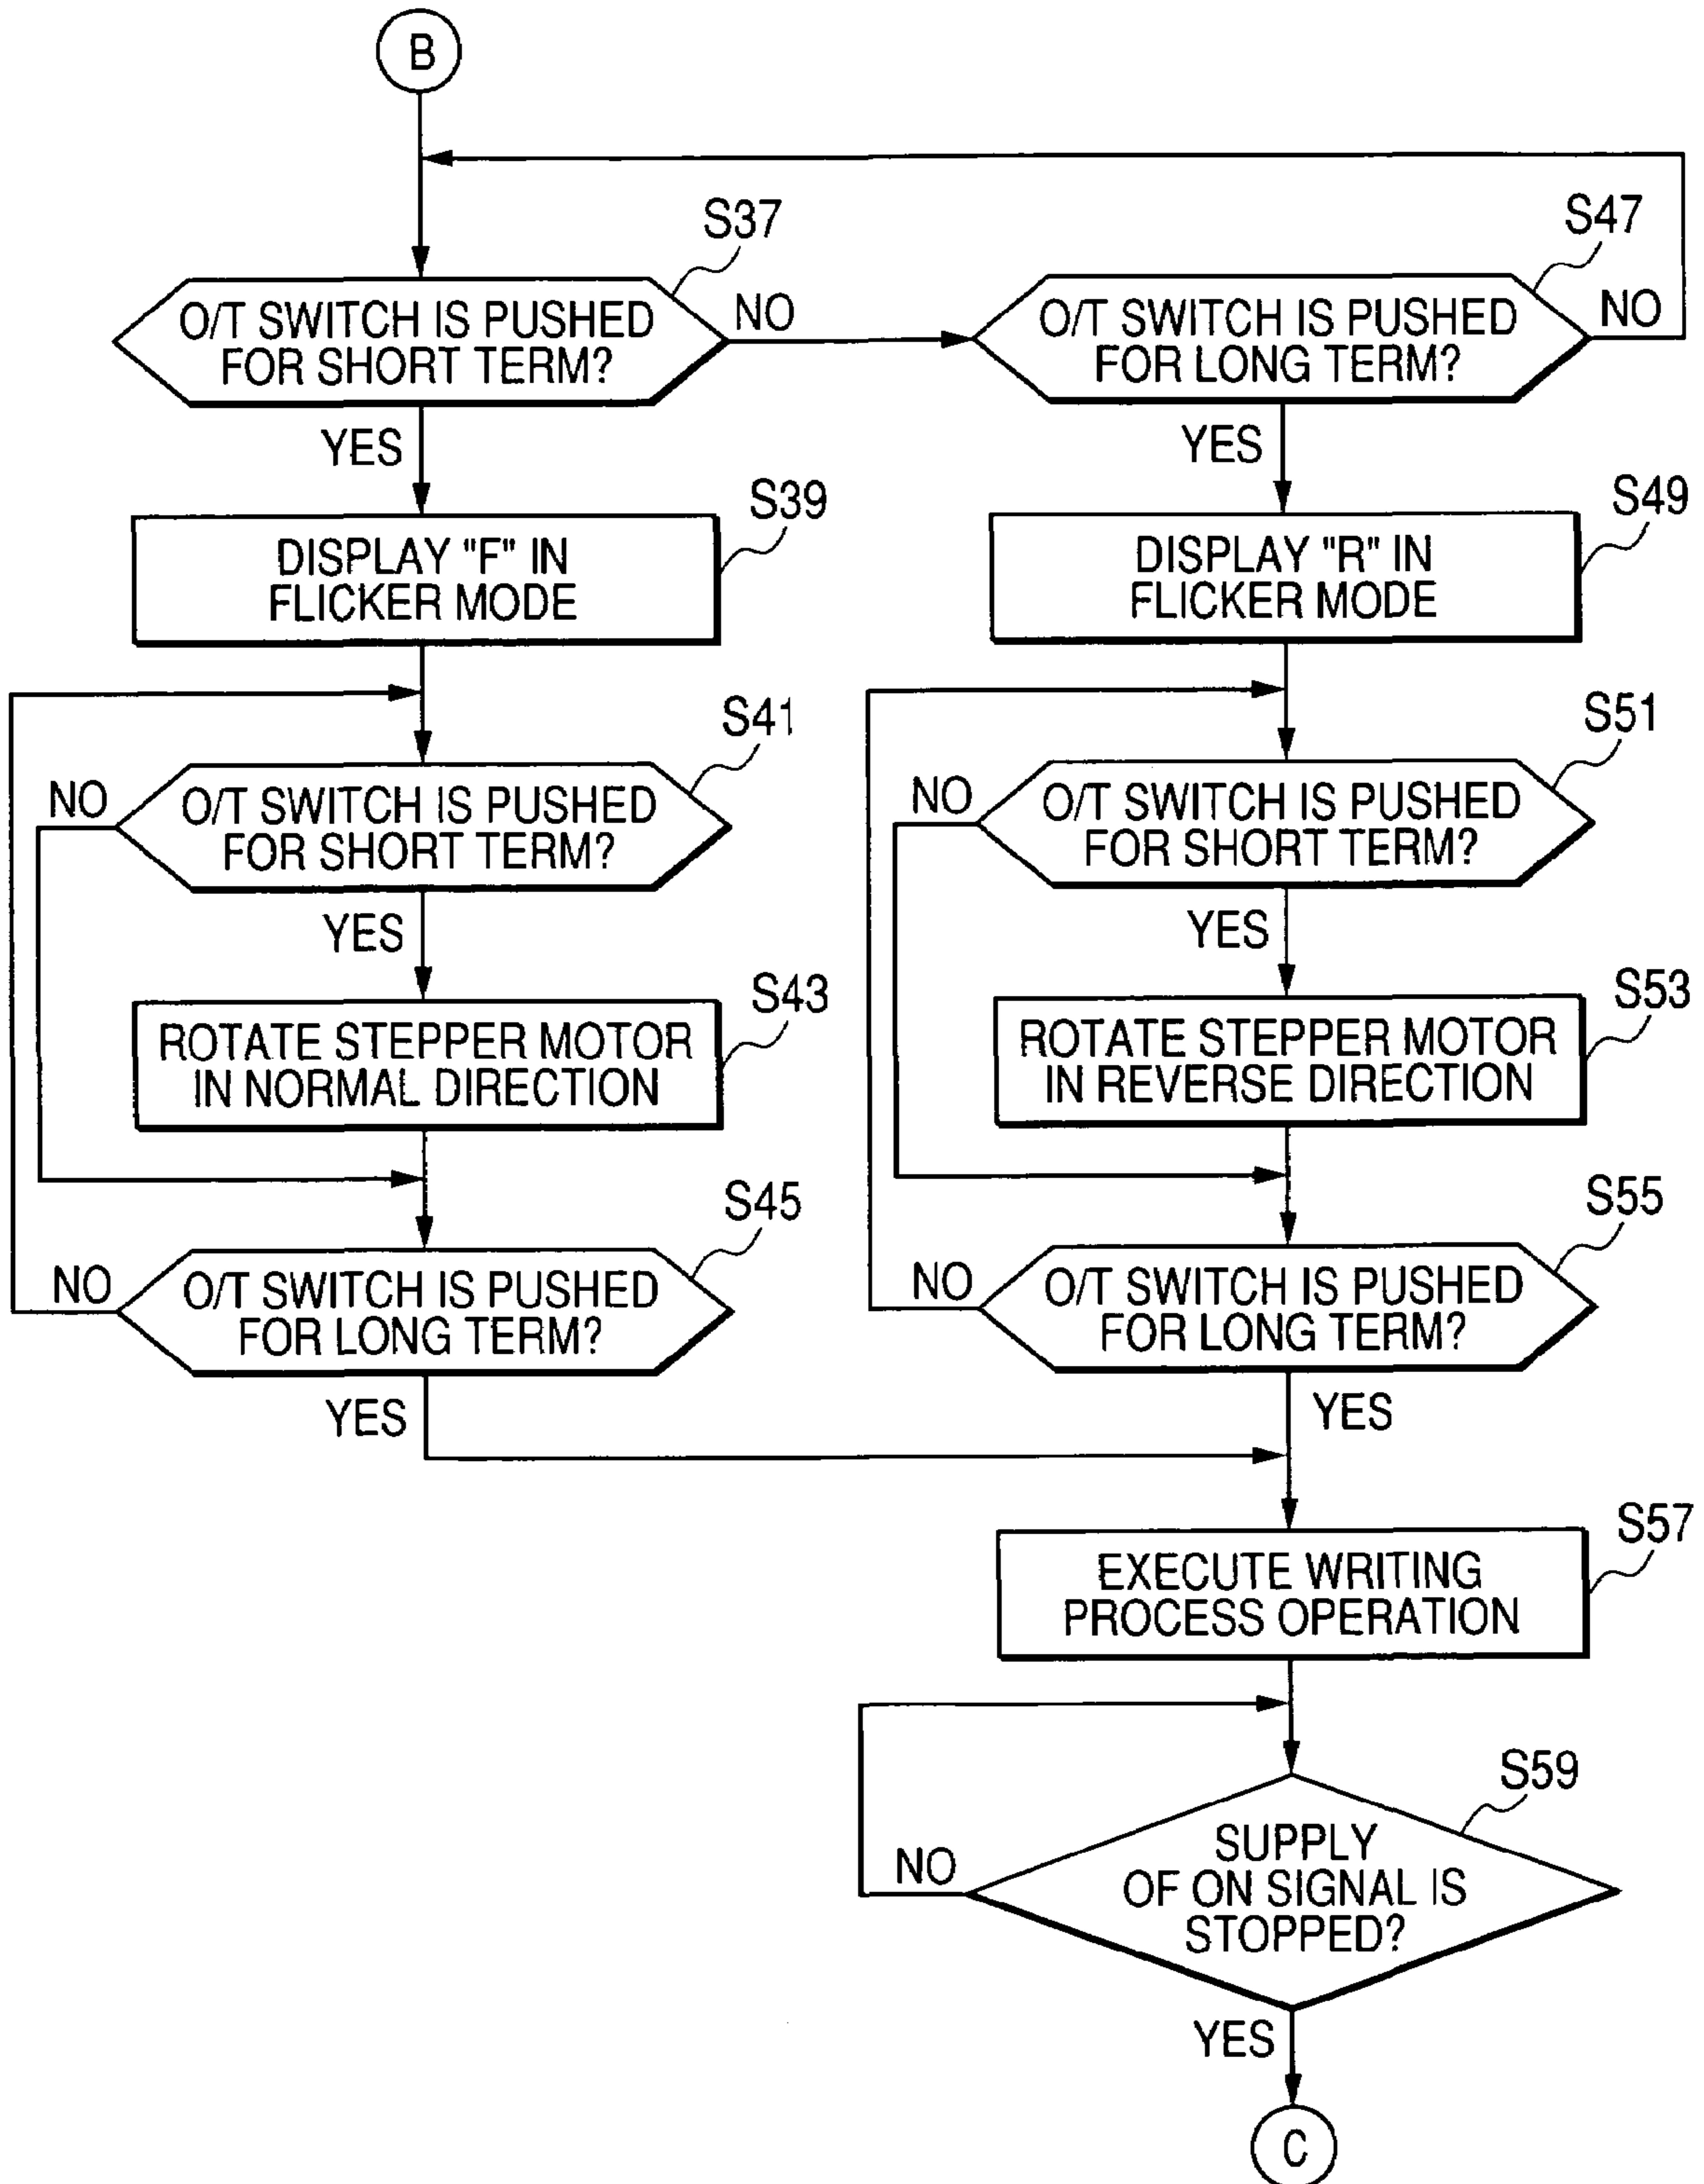 B
S37
O/T SWITCH IS PUSHED
FOR SHORT TERM?
NO
YES
S47
O/T SWITCH IS PUSHED
FOR LONG TERM?
NO
YES
S39
DISPLAY "F" IN
FLICKER MODE
S49
DISPLAY "R" IN
FLICKER MODE
S41
NO
O/T SWITCH IS PUSHED
FOR SHORT TERM?
YES
S51
NO
O/T SWITCH IS PUSHED
FOR SHORT TERM?
YES
S43
ROTATE STEPPER MOTOR
IN NORMAL DIRECTION
S53
ROTATE STEPPER MOTOR
IN REVERSE DIRECTION
S45
NO
O/T SWITCH IS PUSHED
FOR LONG TERM?
YES
S55
NO
O/T SWITCH IS PUSHED
FOR LONG TERM?
YES
S57
EXECUTE WRITING
PROCESS OPERATION
S59
NO
SUPPLY
OF ON SIGNAL IS
STOPPED?
YES
C